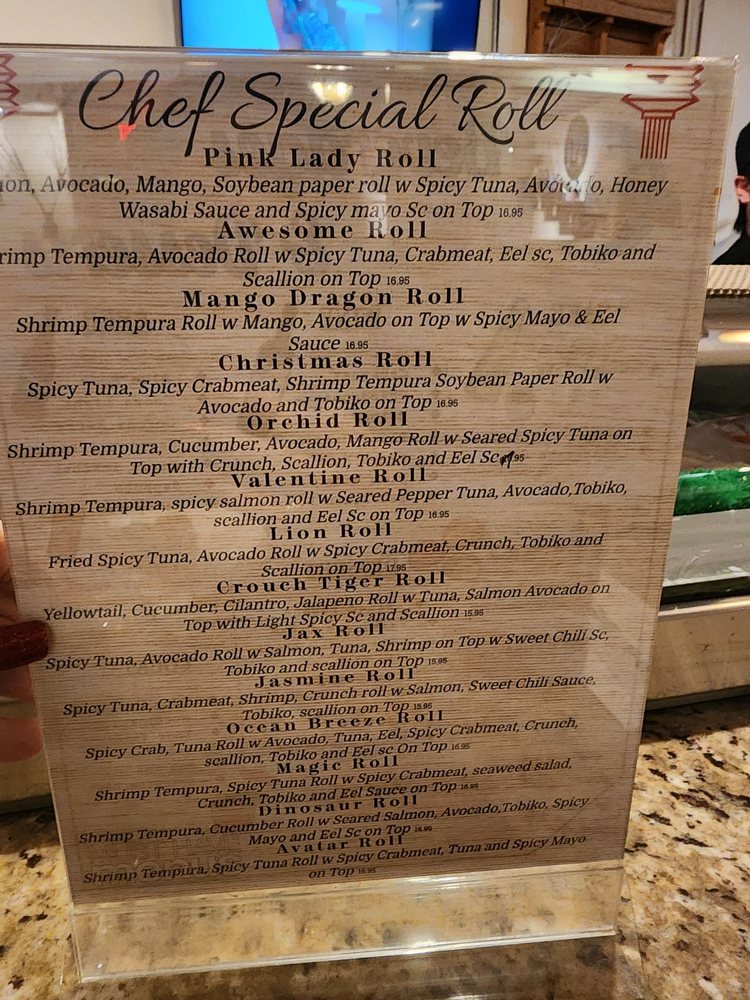 Chef Special Roll
Pink Lady Roll
Avocado, Mango, Soybean paper roll w Spicy Tuna, Avocado, Honey
Wasabi Sauce and Spicy mayo Sc on Top 16.95
Awesome Roll
Tempura, Avocado Roll w Spicy Tuna, Crabmeat, Eel sc, Tobiko and
Scallion on Top 16.95
Mango Dragon Roll
Shrimp Tempura Roll w Mango, Avocado on Top w Spicy Mayo & Eel
Sauce 16.95
Christmas Roll
Spicy Tuna, Spicy Crabmeat, Shrimp Tempura Soybean Paper Roll w
Avocado and Tobiko on Top 16.95
Orchid Roll
Shrimp Tempura, Cucumber, Avocado, Mango Roll w Seared Spicy Tuna on
Top with Crunch, Scallion, Tobiko and Eel Sc
Valentine Roll
Shrimp Tempura, spicy salmon roll w Seared Pepper Tuna, Avocado,Tobiko,
scallion and Eel Sc on Top 16.95
Lion Roll
Fried Spicy Tuna, Avocado Roll w Spicy Crabmeat, Crunch, Tobiko and
Scallion on Top 17.95
Crouch Tiger Roll
Yellowtail, Cucumber, Cilantro, Jalapeno Roll w Tuna, Salmon Avocado on
Top with Light Spicy Sc and Scallion 15.95
Jax Roll
Spicy Tuna, Avocado Roll w Salmon, Tuna, Shrimp on Top w Sweet Chili Sc,
Tobiko and scallion on Top 15.95
Jasmine Roll
Spicy Tuna, Crabmeat, Shrimp, Crunch roll w Salmon, Sweet Chili Sauce,
Tobiko, scallion on Top 15.95
Ocean Breeze Roll
Spicy Crab, Tuna Roll w Avocado, Tuna, Eel, Spicy Crabmeat, Crunch,
scallion, Tobiko and Eel sc On Top 16.95
Magic Roll
Shrimp Tempura, Spicy Tuna Roll w Spicy Crabmeat, seaweed salad,
Crunch, Tobiko and Eel Sauce on Top 16.95
Dinosaur Roll
Shrimp Tempura, Cucumber Roll w Seared Salmon, Avocado,Tobiko, Spicy
Mayo and Eel Sc on Top 16.95
Avatar Roll
Shrimp Tempura, Spicy Tuna Roll w Spicy Crabmeat, Tuna and Spicy Mayo
on Top 16.95